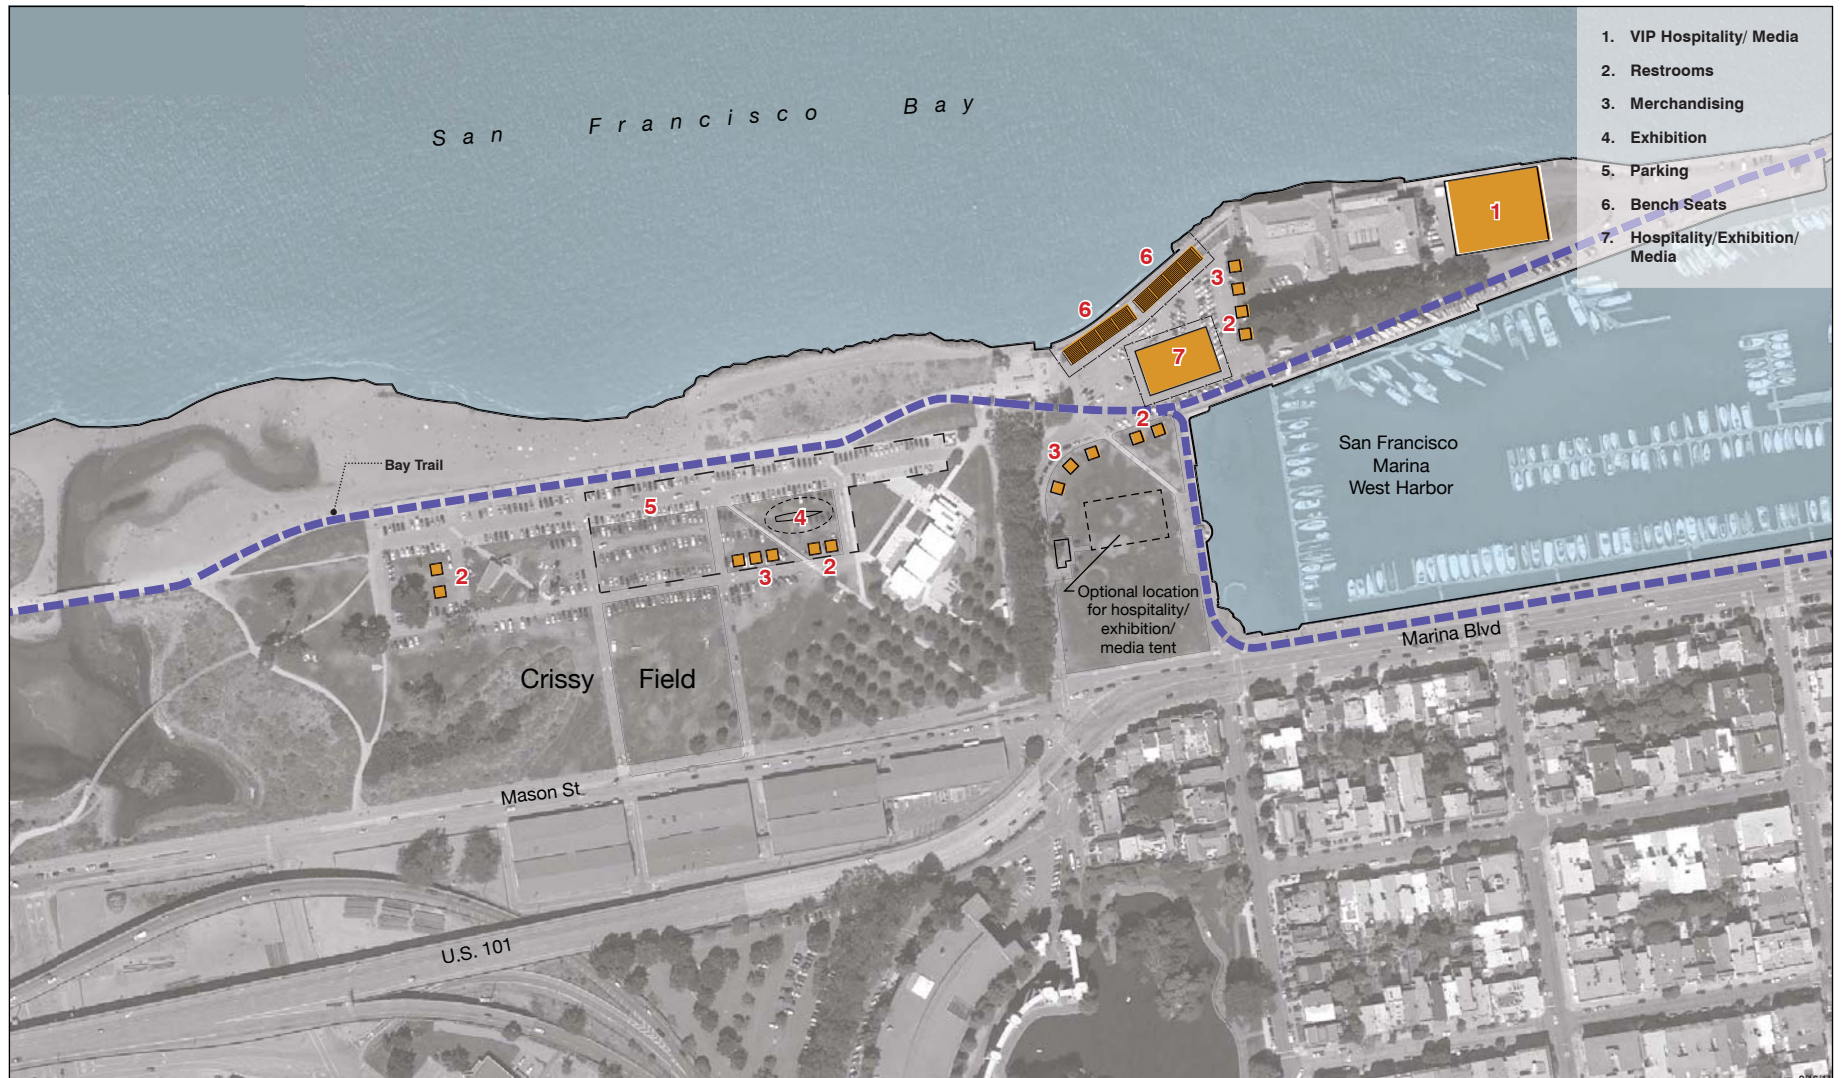 1. VIP Hospitality/ Media
2. Restrooms
3. Merchandising
4. Exhibition
5. Parking
6. Bench Seats
7. Hospitality/Exhibition/
Media
San Francisco Bay
1
6
3
6
2
7
2
3
San Francisco
Marina
West Harbor
Bay Trail
5
4
2
3
2
Optional location
for hospitality/
exhibition/
media tent
Marina Blvd
Crissy Field
Mason St
U.S. 101